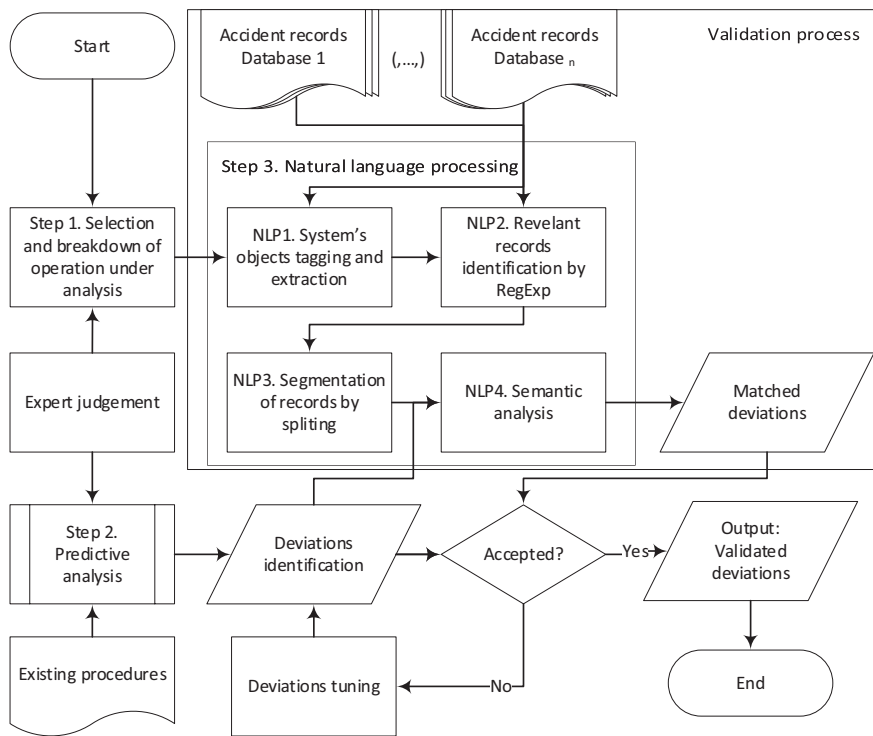 Start
Accident records
Database 1
(,...,)
Accident records
Database n
Validation process
Step 3. Natural language processing
Step 1. Selection
and breakdown of
operation under
analysis
NLP1. System's
objects tagging and
extraction
NLP2. Revelant
records
identification by
RegExp
Expert judgement
NLP3. Segmentation
of records by
spliting
NLP4. Semantic
analysis
Matched
deviations
Step 2.
Predictive
analysis
Deviations
identification
Accepted?
Yes
Output:
Validated
deviations
Existing procedures
Deviations tuning
No
End